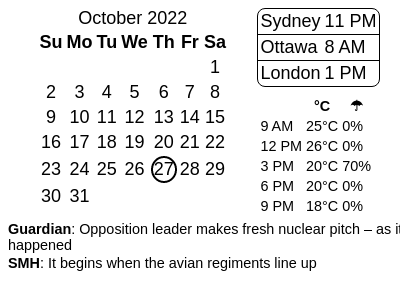 October 2022
Su Mo Tu We Th Fr Sa
1
2 3 4 5 6 7 8
9 10 11 12 13 14 15
16 17 18 19 20 21 22
23 24 25 26 27 28 29
30 31
Sydney 11 PM
Ottawa 8 AM
London 1 PM
°C ☂
9 AM 25°C 0%
12 PM 26°C 0%
3 PM 20°C 70%
6 PM 20°C 0%
9 PM 18°C 0%
Guardian: Opposition leader makes fresh nuclear pitch – as it
happened
SMH: It begins when the avian regiments line up